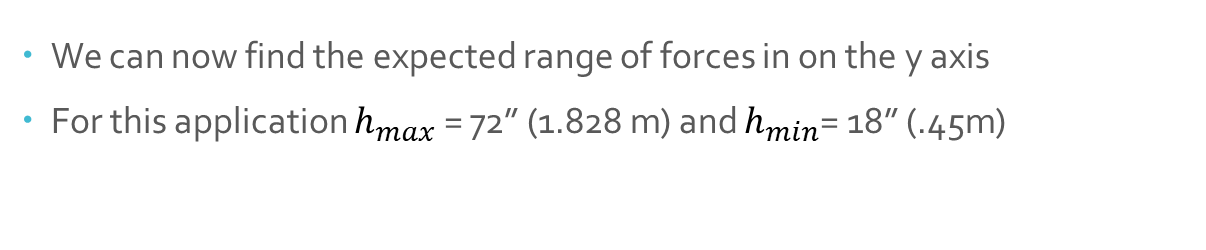 • We can now find the expected range of forces in on the y axis
• For this application hmax = 72” (1.828 m) and hmin= 18” (.45m)